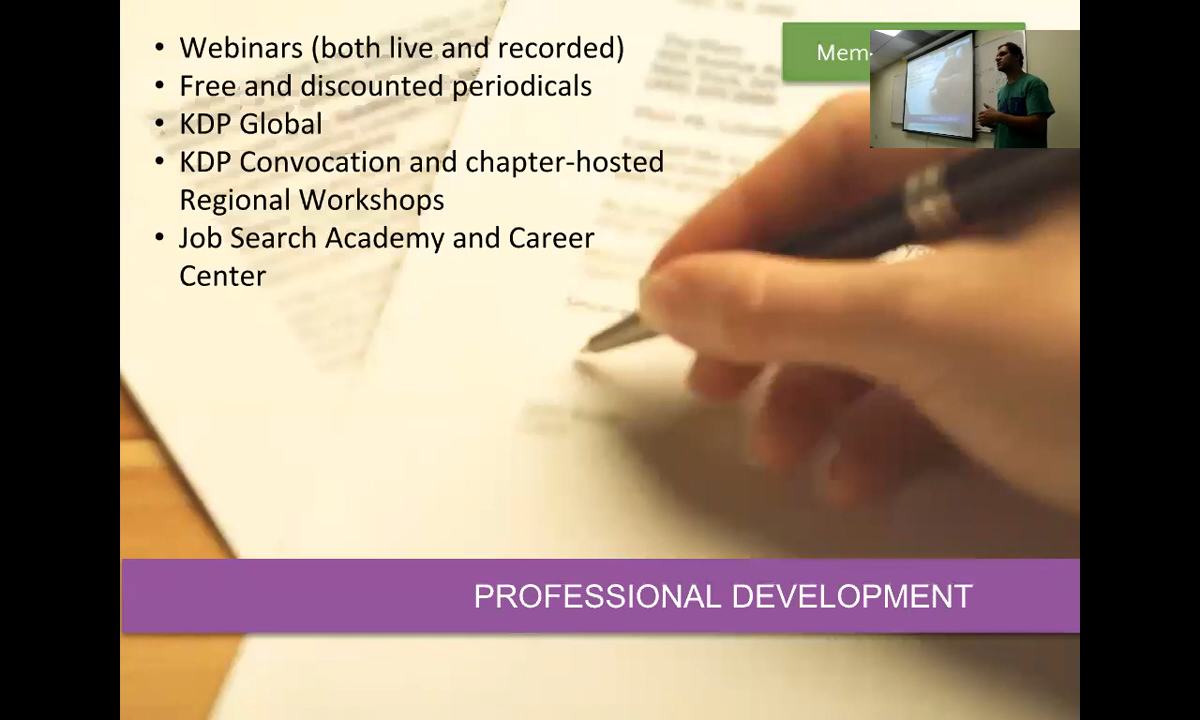 • Webinars (both live and recorded)
• Free and discounted periodicals
• KDP Global
• KDP Convocation and chapter-hosted
Regional Workshops
• Job Search Academy and Career
Center
Mem
PROFESSIONAL DEVELOPMENT